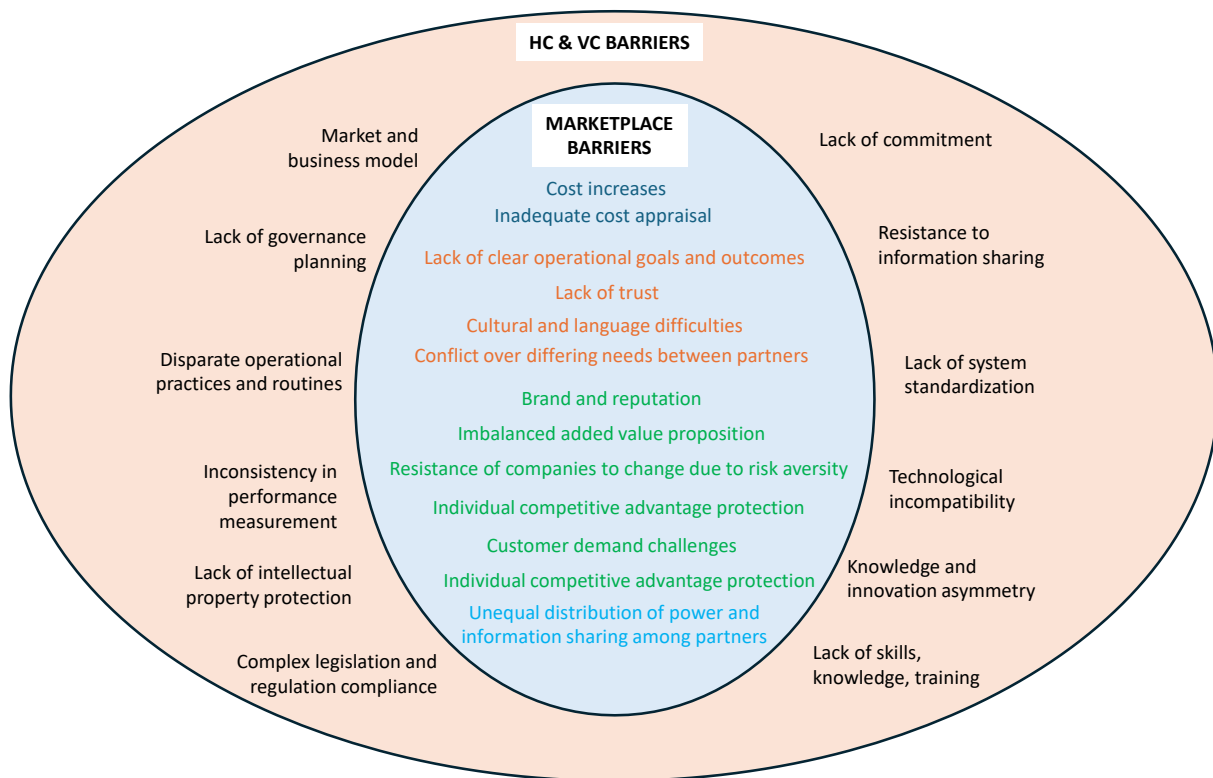 HC & VC BARRIERS
Market and
business model
Lack of governance
planning
Disparate operational
practices and routines
Inconsistency in
performance
measurement
Lack of intellectual
property protection
Complex legislation and
regulation compliance
MARKETPLACE
BARRIERS
Cost increases
Inadequate cost appraisal
Lack of clear operational goals and outcomes
Lack of trust
Cultural and language difficulties
Conflict over differing needs between partners
Brand and reputation
Imbalanced added value proposition
Resistance of companies to change due to risk aversity
Individual competitive advantage protection
Customer demand challenges
Individual competitive advantage protection
Unequal distribution of power and
information sharing among partners
Lack of commitment
Resistance to
information sharing
Lack of system
standardization
Technological
incompatibility
Knowledge and
innovation asymmetry
Lack of skills,
knowledge, training